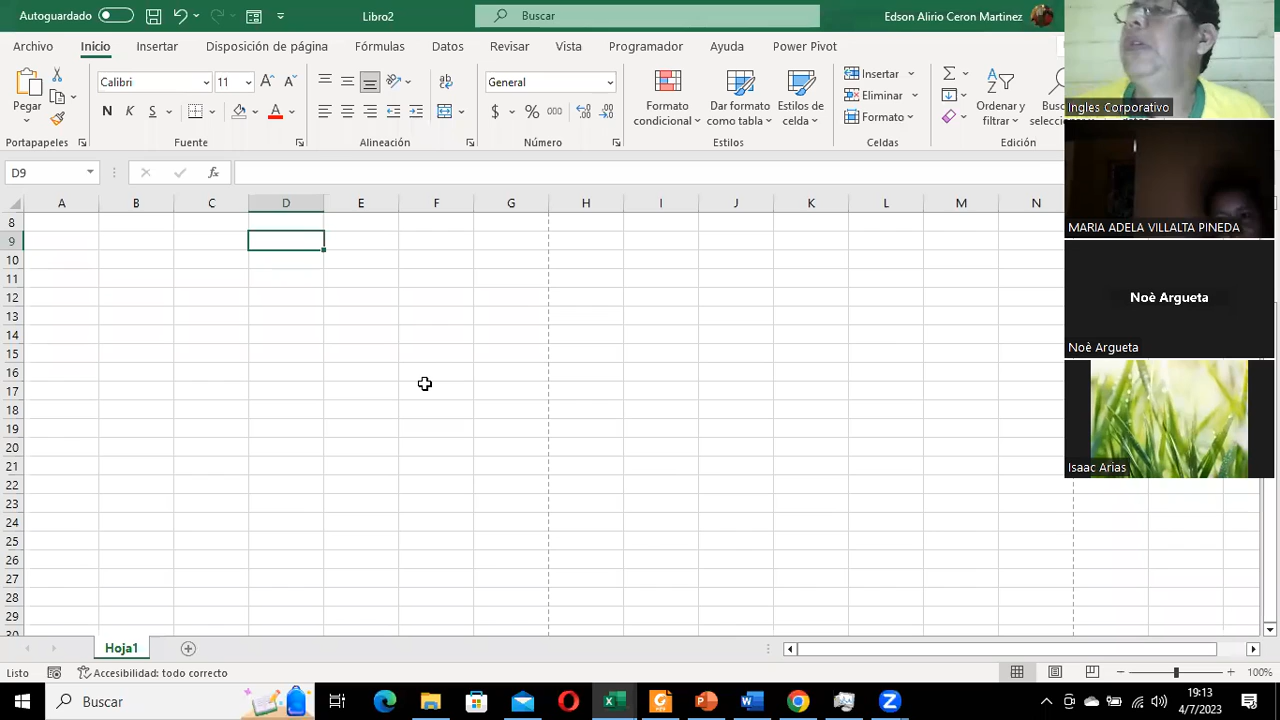 Autoguardado
Libro2
Buscar
Edson Alirio Ceron Martinez
Archivo Inicio Insertar Disposición de página Fórmulas Datos Revisar Vista Programador Ayuda Power Pivot
Pegar
Calibri 11
N K S
ab
General
$ % 000
Formato condicional
Dar formato como tabla
Estilos de celda
Insertar
Eliminar
Formato
Ordenar y filtrar
Portapapeles Fuente Alineación Número Estilos Celdas Edición
D9 fx
A B C D E F G H I J K L M N
8
9
10
11
12
13
14
15
16
17
18
19
20
21
22
23
24
25
26
27
28
29
30
Ingles Corporativo
MARIA ADELA VILLALTA PINEDA
Noè Argueta
Noè Argueta
Isaac Arias
Hoja1
Listo Accesibilidad: todo correcto 100%
Buscar
19:13
4/7/2023